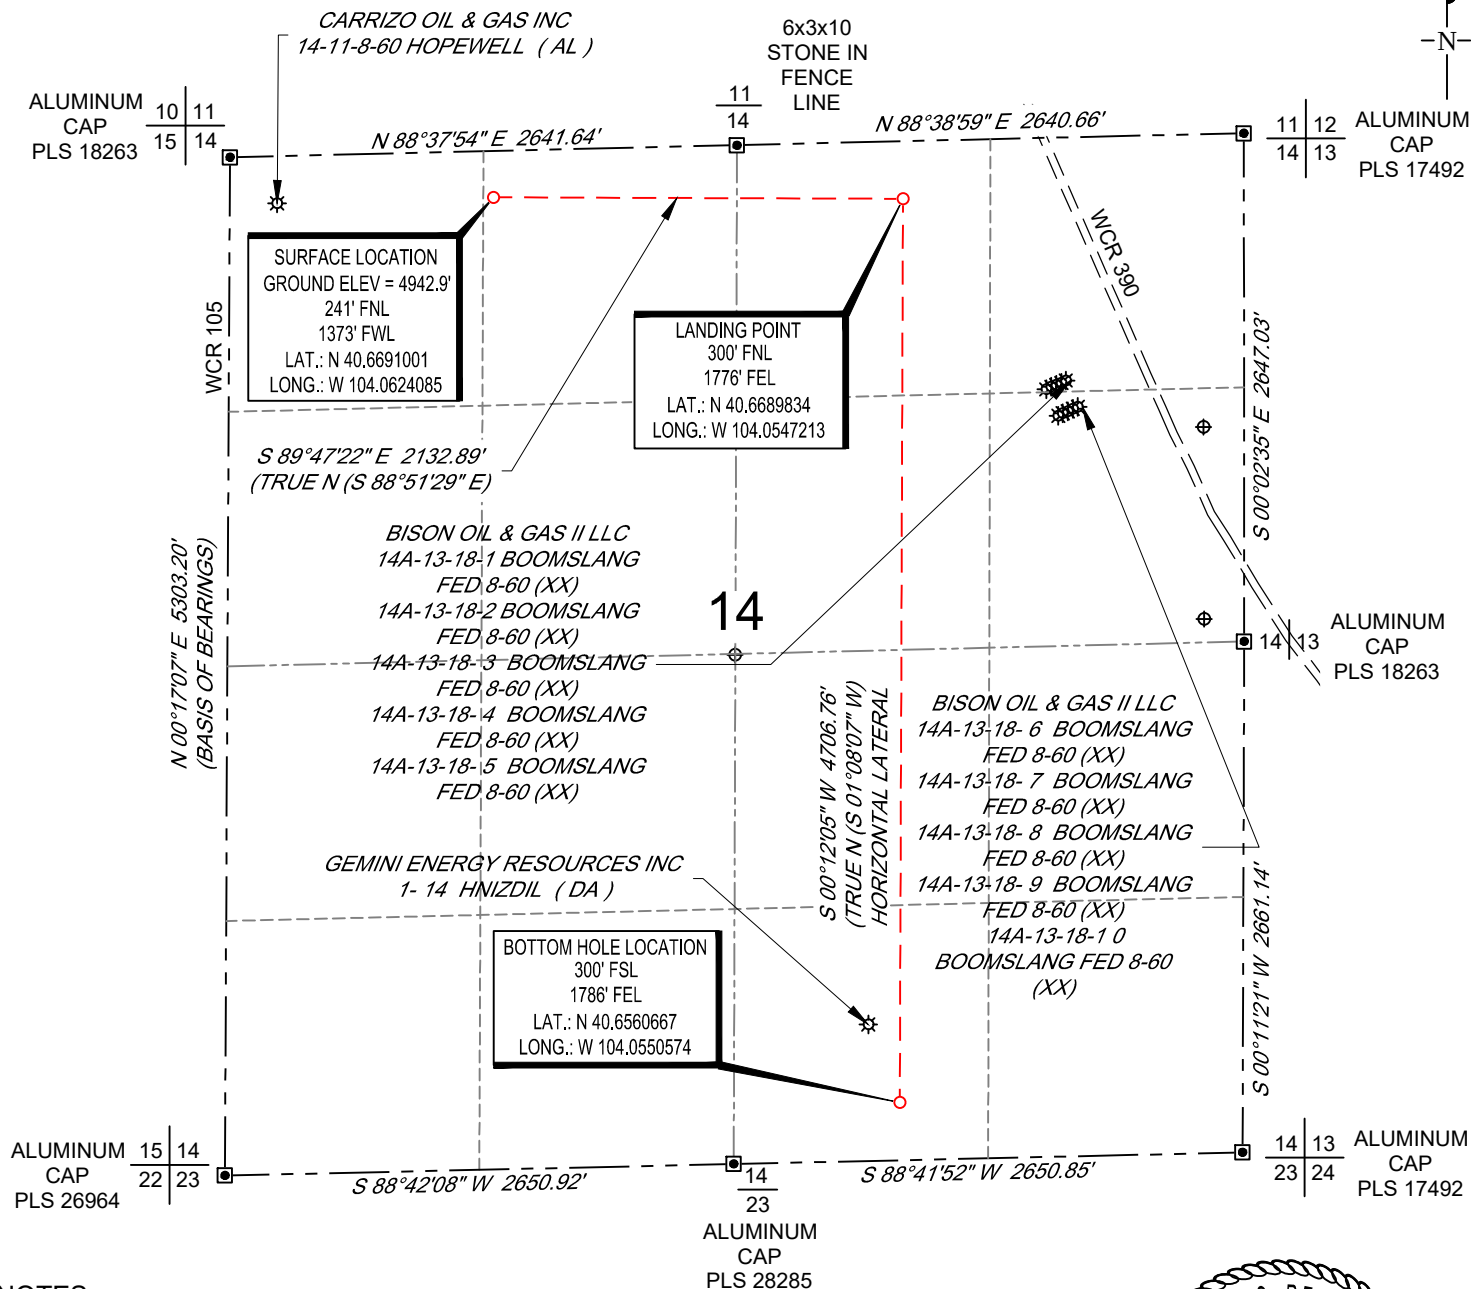 CARRIZO OIL & GAS INC
14-11-8-60 HOPEWELL ( AL )
6x3x10
STONE IN
FENCE
LINE
-N-
ALUMINUM
CAP
PLS 18263
10 11
15 14
11
14
11 12
14 13
ALUMINUM
CAP
PLS 17492
N 88°37'54" E 2641.64'
N 88°38'59" E 2640.66'
WCR 105
WCR 390
SURFACE LOCATION
GROUND ELEV = 4942.9'
241' FNL
1373' FWL
LAT.: N 40.6691001
LONG.: W 104.0624085
LANDING POINT
300' FNL
1776' FEL
LAT.: N 40.6689834
LONG.: W 104.0547213
S 00°02'35" E 2647.03'
S 89°47'22" E 2132.89'
(TRUE N (S 88°51'29" E)
N 00°17'07" E 5303.20'
(BASIS OF BEARINGS)
BISON OIL & GAS II LLC
14A-13-18-1 BOOMSLANG
FED 8-60 (XX)
14A-13-18-2 BOOMSLANG
FED 8-60 (XX)
14A-13-18- 3 BOOMSLANG
FED 8-60 (XX)
14A-13-18- 4 BOOMSLANG
FED 8-60 (XX)
14A-13-18- 5 BOOMSLANG
FED 8-60 (XX)
14
14 13
ALUMINUM
CAP
PLS 18263
S 00°12'05" W 4706.76'
(TRUE N (S 01°08'07" W)
HORIZONTAL LATERAL
BISON OIL & GAS II LLC
14A-13-18- 6 BOOMSLANG
FED 8-60 (XX)
14A-13-18- 7 BOOMSLANG
FED 8-60 (XX)
14A-13-18- 8 BOOMSLANG
FED 8-60 (XX)
14A-13-18- 9 BOOMSLANG
FED 8-60 (XX)
14A-13-18-1 0
BOOMSLANG FED 8-60
(XX)
GEMINI ENERGY RESOURCES INC
1- 14 HNIZDIL ( DA )
BOTTOM HOLE LOCATION
300' FSL
1786' FEL
LAT.: N 40.6560667
LONG.: W 104.0550574
S 00°11'21" W 2661.14'
ALUMINUM
CAP
PLS 26964
15 14
22 23
S 88°42'08" W 2650.92'
14
23
ALUMINUM
CAP
PLS 28285
S 88°41'52" W 2650.85'
14 13
23 24
ALUMINUM
CAP
PLS 17492
NOTES